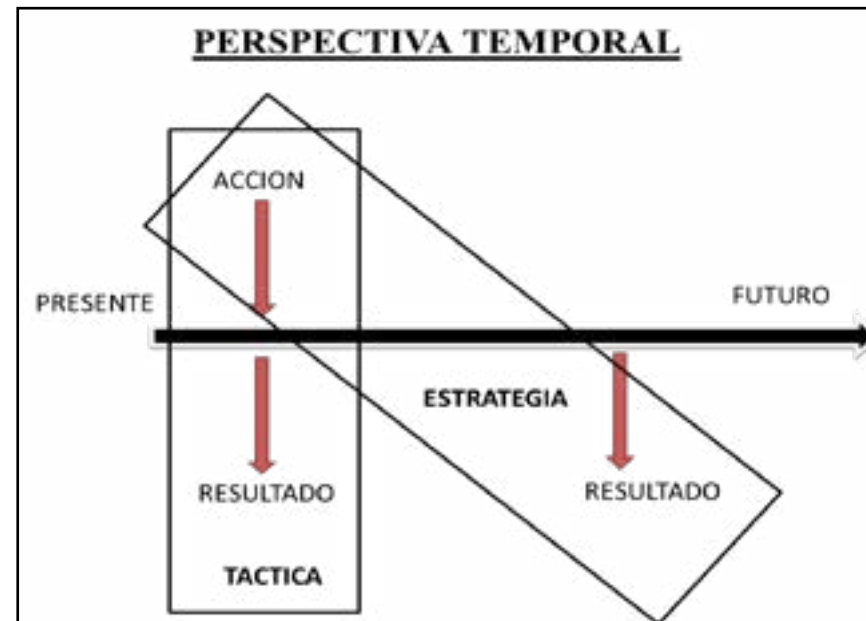 PERSPECTIVA TEMPORAL
ACCION
PRESENTE
FUTURO
ESTRATEGIA
RESULTADO
RESULTADO
TACTICA